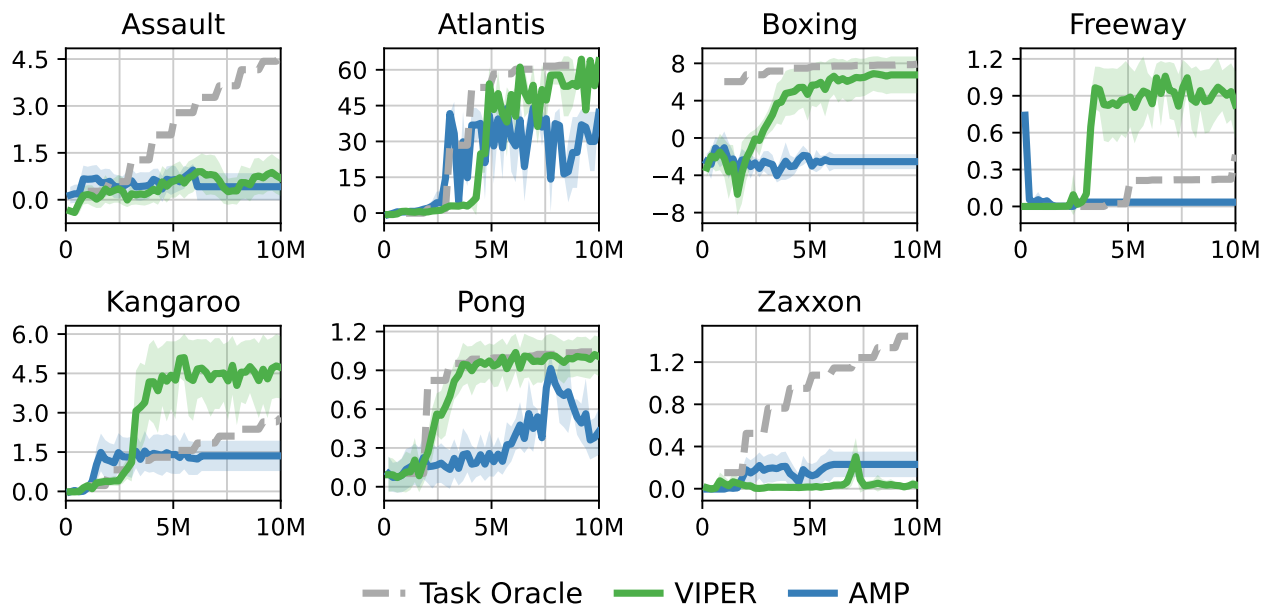 Assault
Atlantis
Boxing
Freeway
4.5
3.0
1.5
0.0
0
5M
10M
60
45
30
15
0
0
5M
10M
8
4
0
−4
−8
0
5M
10M
1.2
0.9
0.6
0.3
0.0
0
5M
10M
Kangaroo
Pong
Zaxxon
6.0
4.5
3.0
1.5
0.0
0
5M
10M
1.2
0.9
0.6
0.3
0.0
0
5M
10M
1.2
0.8
0.4
0.0
0
5M
10M
Task Oracle
VIPER
AMP